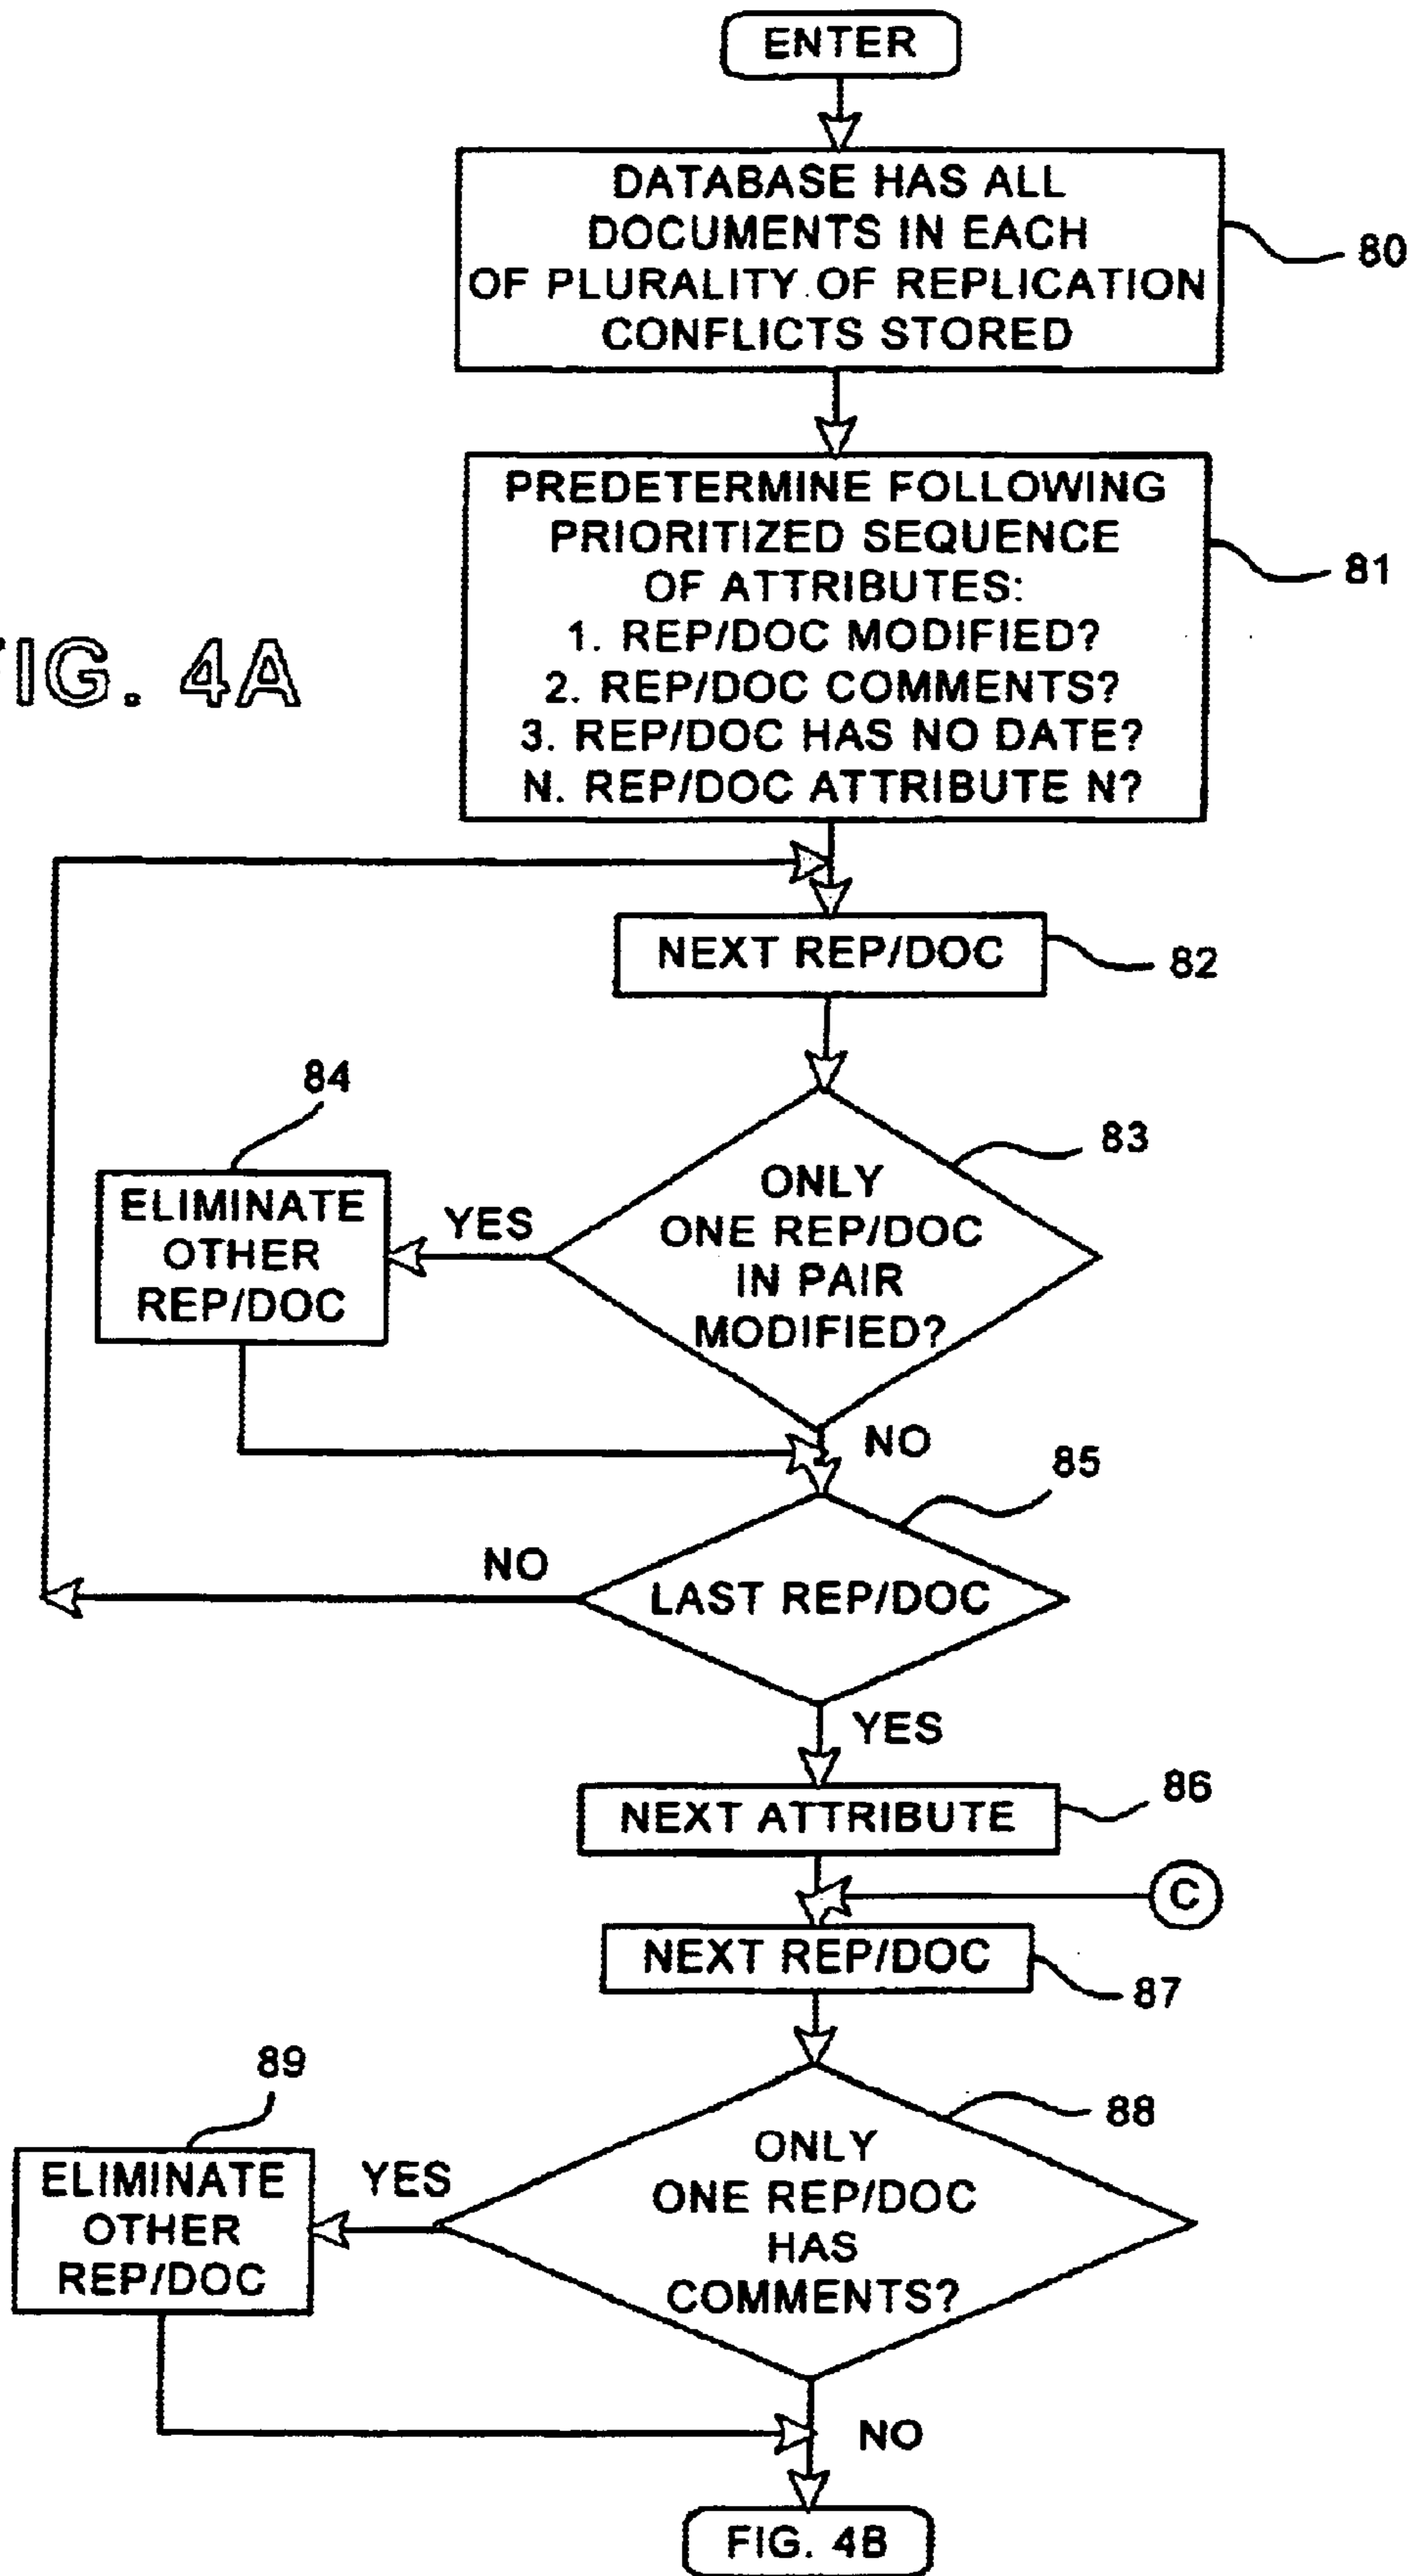 ENTER
DATABASE HAS ALL
DOCUMENTS IN EACH
OF PLURALITY OF REPLICATION
CONFLICTS STORED
80
PREDETERMINE FOLLOWING
PRIORITIZED SEQUENCE
OF ATTRIBUTES:
1. REP/DOC MODIFIED?
2. REP/DOC COMMENTS?
3. REP/DOC HAS NO DATE?
N. REP/DOC ATTRIBUTE N?
81
IG. 4A
NEXT REP/DOC
82
84
83
ELIMINATE
OTHER
REP/DOC
YES
ONLY
ONE REP/DOC
IN PAIR
MODIFIED?
NO
85
NO
LAST REP/DOC
YES
NEXT ATTRIBUTE
86
C
NEXT REP/DOC
87
89
88
ELIMINATE
OTHER
REP/DOC
YES
ONLY
ONE REP/DOC
HAS
COMMENTS?
NO
FIG. 4B